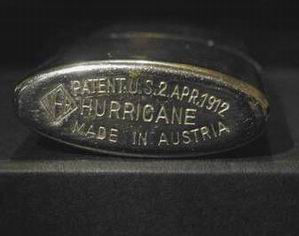 PATENT.U.S.2.APR.1912
HURRICANE
MADE IN AUSTRIA